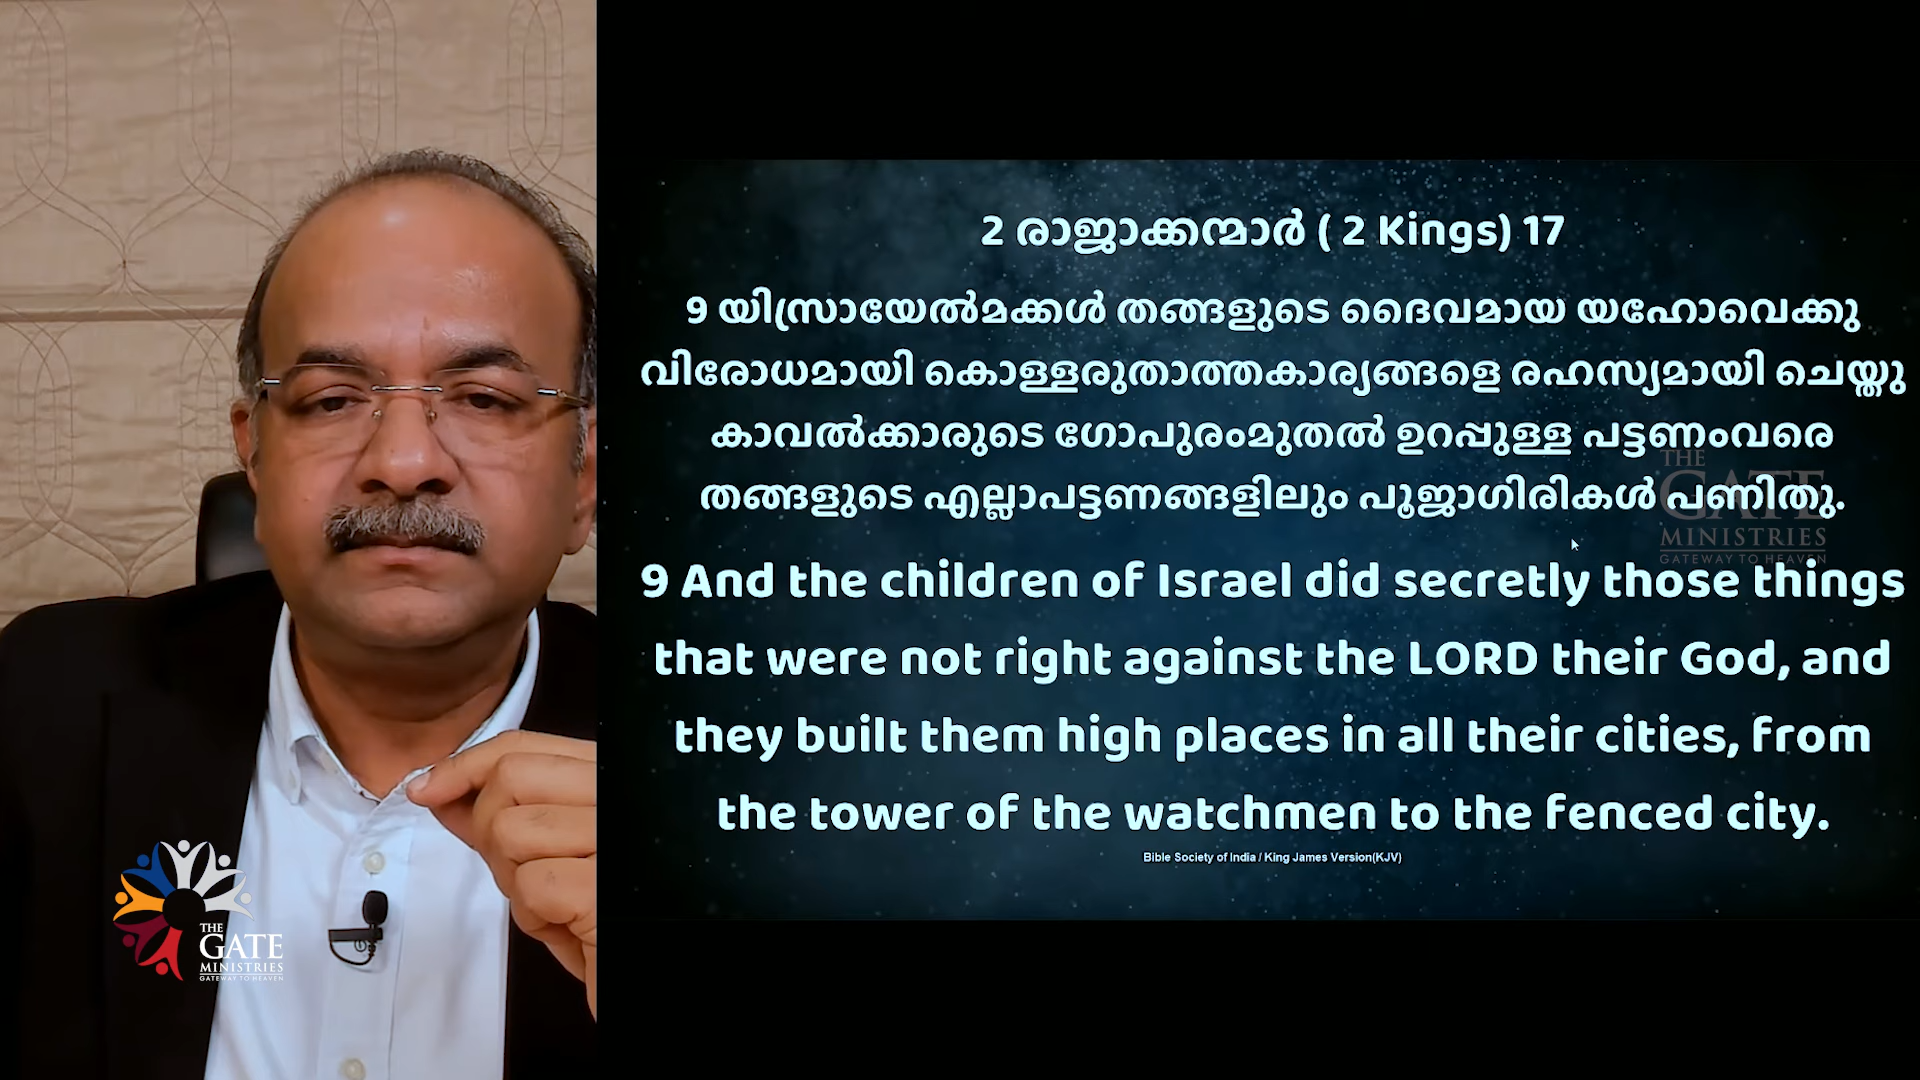 2 രാജാക്കന്മാർ ( 2 Kings) 17
9 യിസ്രായേൽമക്കൾ തങ്ങളുടെ ദൈവമായ യഹോവെക്കു
വിരോധമായി കൊള്ളരുതാത്തകാര്യങ്ങളെ രഹസ്യമായി ചെയ്തു
കാവൽക്കാരുടെ ഗോപുരംമുതൽ ഉറപ്പുള്ള പട്ടണംവരെ
തങ്ങളുടെ എല്ലാപട്ടണങ്ങളിലും പൂജാഗിരികൾ പണിതു.
9 And the children of Israel did secretly those things
that were not right against the LORD their God, and
they built them high places in all their cities, from
the tower of the watchmen to the fenced city.
Bible Society of India / King James Version(KJV)
THE
GATE
MINISTRIES
GATEWAY TO HEAVEN
THE
GATE
MINISTRIES
GATEWAY TO HEAVEN